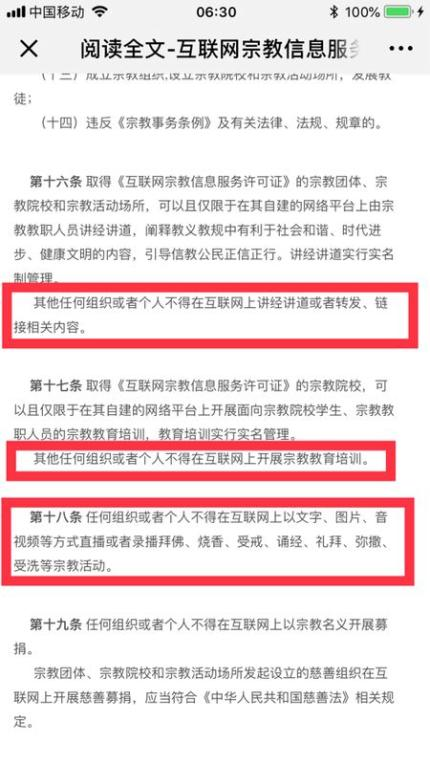 中国移动 06:30 100%
阅读全文-互联网宗教信息服务
（十三）成立宗教组织,设立宗教院校和宗教活动场所，发展教
徒；
（十四）违反《宗教事务条例》及有关法律、法规、规章的。
第十六条 取得《互联网宗教信息服务许可证》的宗教团体、宗
教院校和宗教活动场所，可以且仅限于在其自建的网络平台上由宗
教教职人员讲经讲道，阐释教义教规中有利于社会和谐、时代进
步、健康文明的内容，引导信教公民正信正行。讲经讲道实行实名
制管理。
其他任何组织或者个人不得在互联网上讲经讲道或者转发、链
接相关内容。
第十七条 取得《互联网宗教信息服务许可证》的宗教院校，可
以且仅限于在其自建的网络平台上开展面向宗教院校学生、宗教教
职人员的宗教教育培训，教育培训实行实名管理。
其他任何组织或者个人不得在互联网上开展宗教教育培训。
第十八条 任何组织或者个人不得在互联网上以文字、图片、音
视频等方式直播或者录播拜佛、烧香、受戒、诵经、礼拜、弥撒、
受洗等宗教活动。
第十九条 任何组织或者个人不得在互联网上以宗教名义开展募
捐。
宗教团体、宗教院校和宗教活动场所发起设立的慈善组织在互
联网上开展慈善募捐，应当符合《中华人民共和国慈善法》相关规
定。